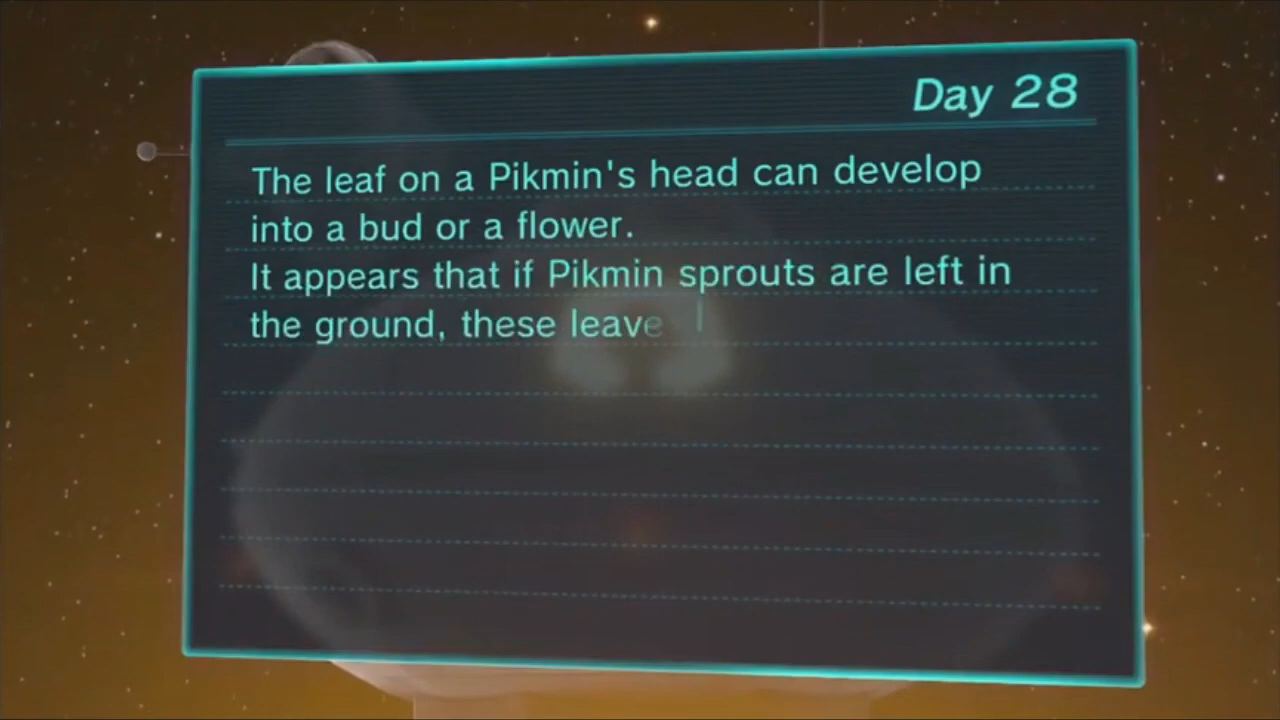 Day 28
The leaf on a Pikmin's head can develop
into a bud or a flower.
It appears that if Pikmin sprouts are left in
the ground, these leave